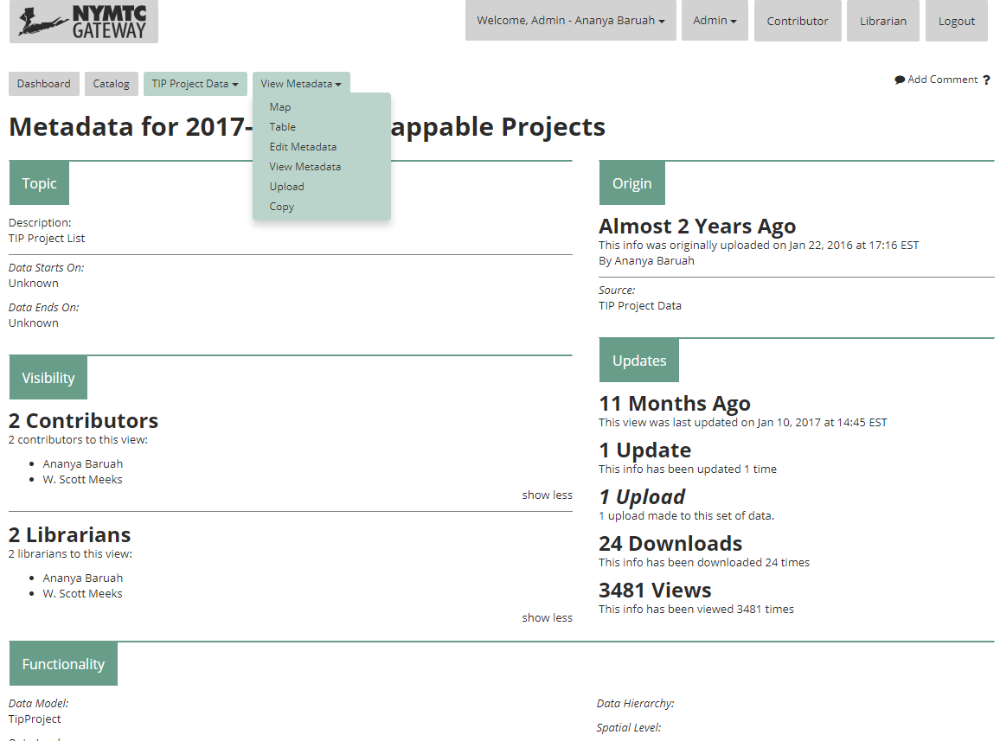 NYMTC
GATEWAY
Welcome, Admin - Ananya Baruah
Admin
Contributor
Librarian
Logout
Dashboard
Catalog
TIP Project Data
View Metadata
Add Comment ?
Map
Table
Edit Metadata
View Metadata
Upload
Copy
Metadata for 2017- appable Projects
Topic
Description:
TIP Project List
Data Starts On:
Unknown
Data Ends On:
Unknown
Visibility
2 Contributors
2 contributors to this view:
Ananya Baruah
W. Scott Meeks
show less
2 Librarians
2 librarians to this view:
Ananya Baruah
W. Scott Meeks
show less
Origin
Almost 2 Years Ago
This info was originally uploaded on Jan 22, 2016 at 17:16 EST
By Ananya Baruah
Source:
TIP Project Data
Updates
11 Months Ago
This view was last updated on Jan 10, 2017 at 14:45 EST
1 Update
This info has been updated 1 time
1 Upload
1 upload made to this set of data.
24 Downloads
This info has been downloaded 24 times
3481 Views
This info has been viewed 3481 times
Functionality
Data Model:
TipProject
Data Hierarchy:
Spatial Level: